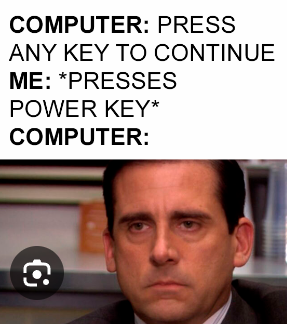 COMPUTER: PRESS
ANY KEY TO CONTINUE
ME: *PRESSES
POWER KEY*
COMPUTER: